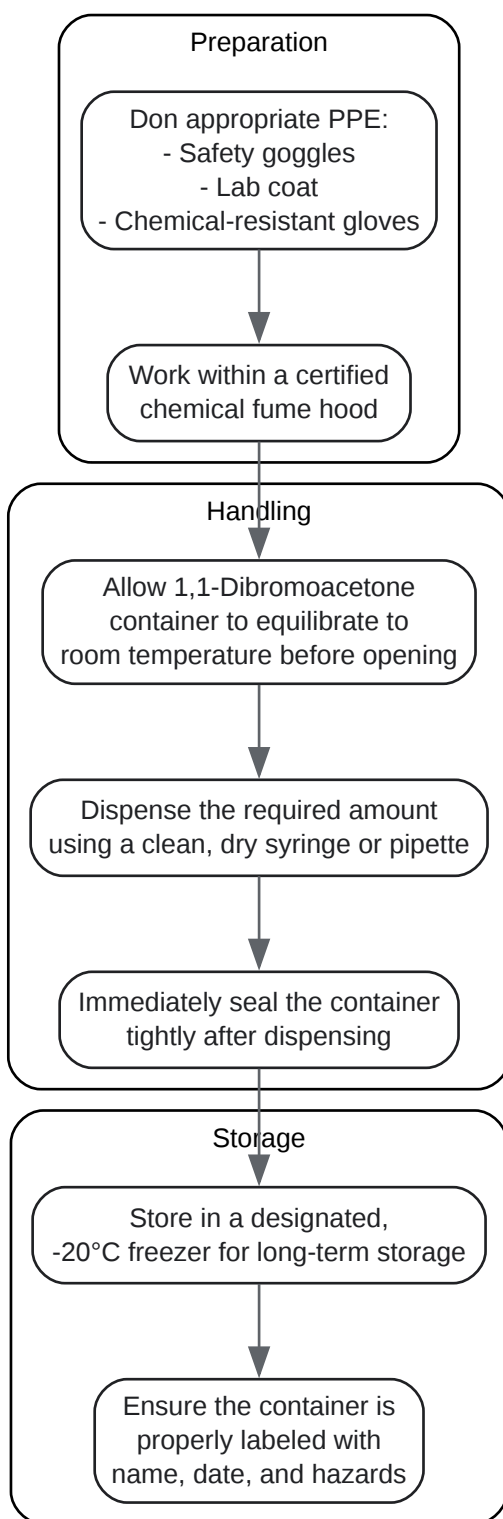 Preparation
Don appropriate PPE:
- Safety goggles
- Lab coat
- Chemical-resistant gloves
Work within a certified
chemical fume hood
Handling
Allow 1,1-Dibromoacetone
container to equilibrate to
room temperature before opening
Dispense the required amount
using a clean, dry syringe or pipette
Immediately seal the container
tightly after dispensing
Storage
Store in a designated,
-20°C freezer for long-term storage
Ensure the container is
properly labeled with
name, date, and hazards